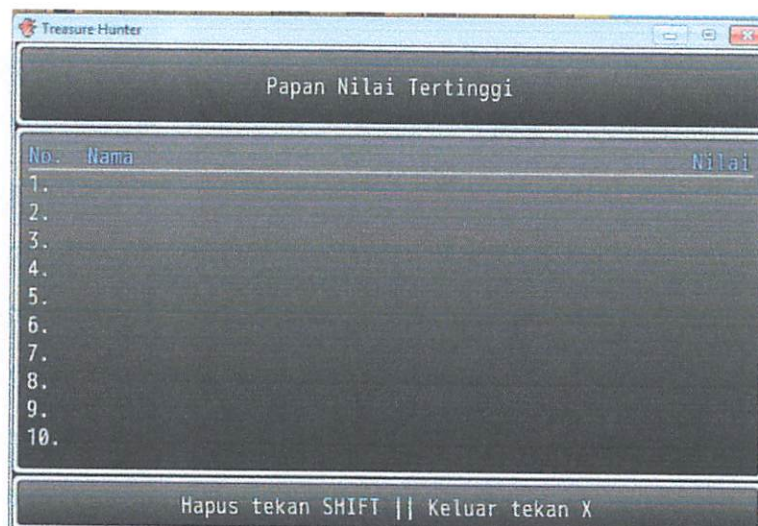 Treasure Hunter
Papan Nilai Tertinggi
No. Nama Nilai
1.
2.
3.
4.
5.
6.
7.
8.
9.
10.
Hapus tekan SHIFT || Keluar tekan X